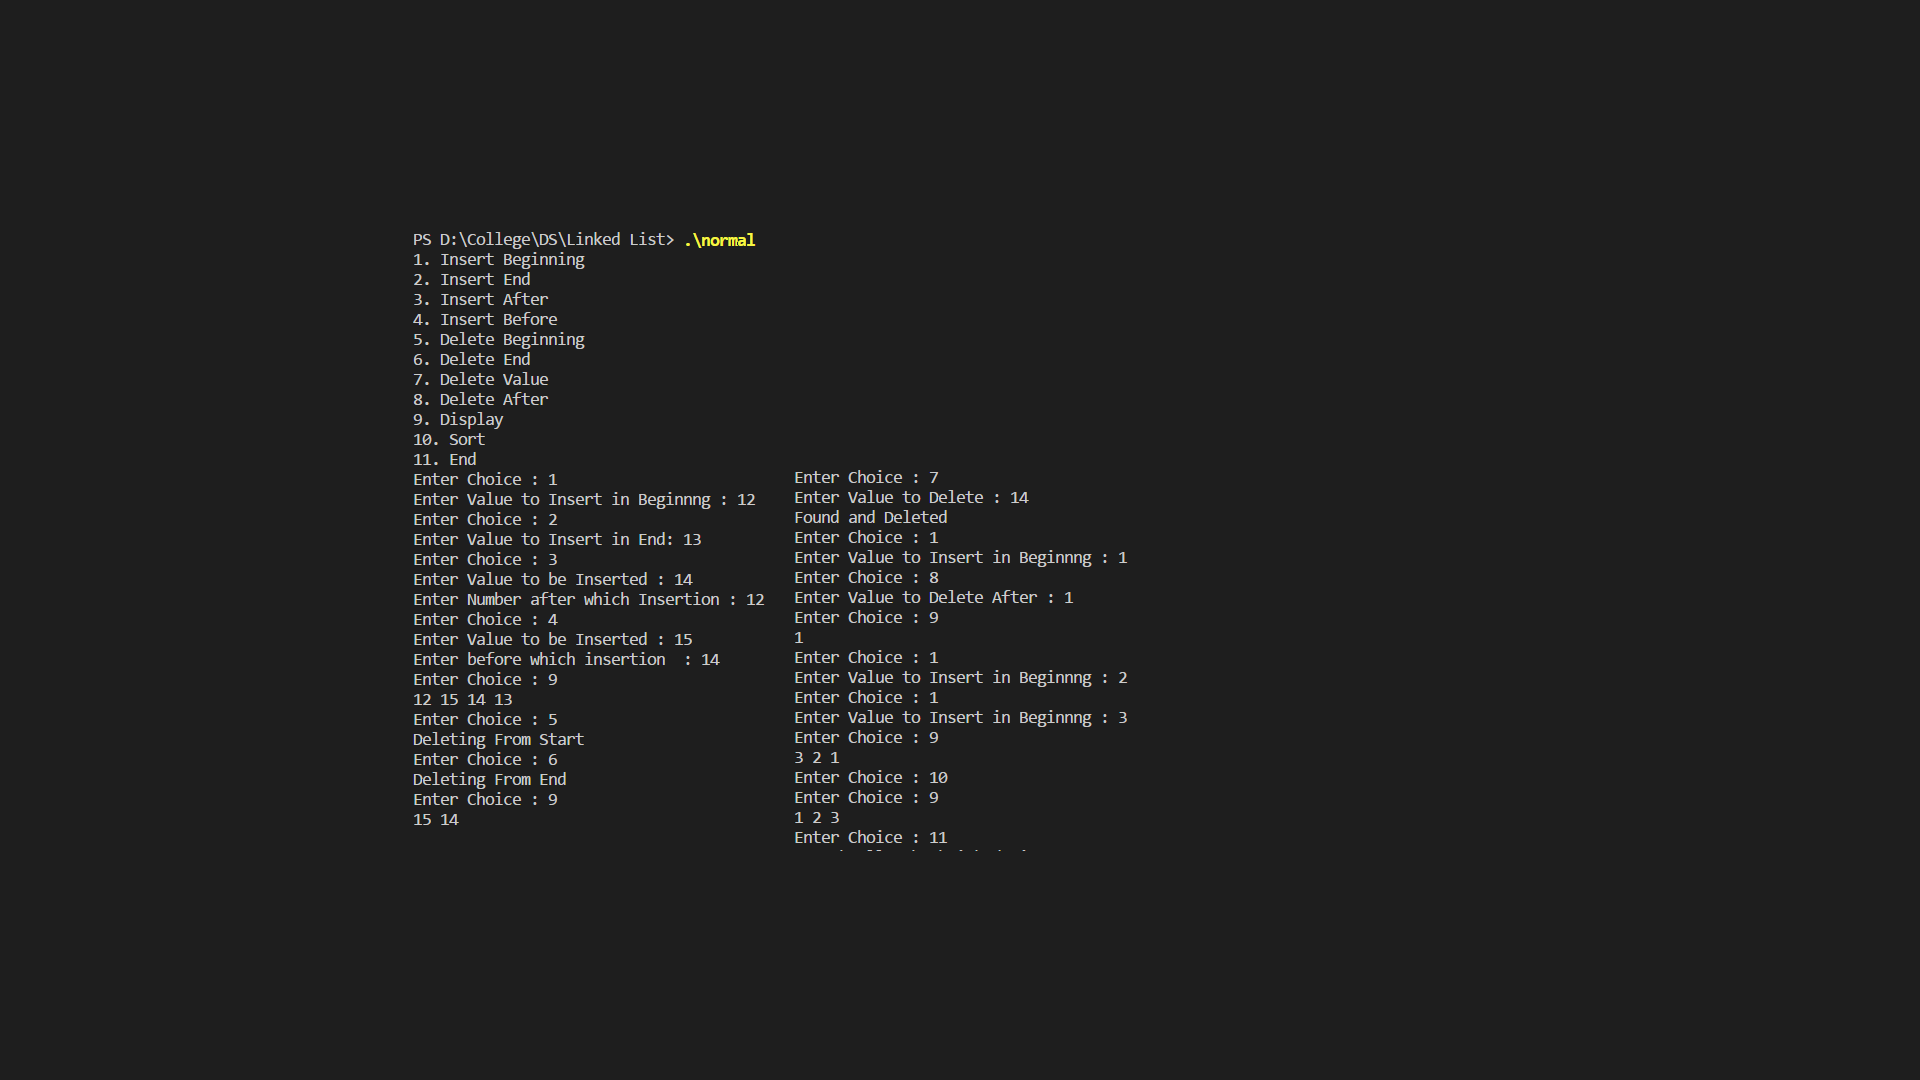 PS D:\College\DS\Linked List> .\normal
1. Insert Beginning
2. Insert End
3. Insert After
4. Insert Before
5. Delete Beginning
6. Delete End
7. Delete Value
8. Delete After
9. Display
10. Sort
11. End
Enter Choice : 1
Enter Value to Insert in Beginnng : 12
Enter Choice : 2
Enter Value to Insert in End: 13
Enter Choice : 3
Enter Value to be Inserted : 14
Enter Number after which Insertion : 12
Enter Choice : 4
Enter Value to be Inserted : 15
Enter before which insertion  : 14
Enter Choice : 9
12 15 14 13
Enter Choice : 5
Deleting From Start
Enter Choice : 6
Deleting From End
Enter Choice : 9
15 14
Enter Choice : 7
Enter Value to Delete : 14
Found and Deleted
Enter Choice : 1
Enter Value to Insert in Beginnng : 1
Enter Choice : 8
Enter Value to Delete After : 1
Enter Choice : 9
1
Enter Choice : 1
Enter Value to Insert in Beginnng : 2
Enter Choice : 1
Enter Value to Insert in Beginnng : 3
Enter Choice : 9
3 2 1
Enter Choice : 10
Enter Choice : 9
1 2 3
Enter Choice : 11